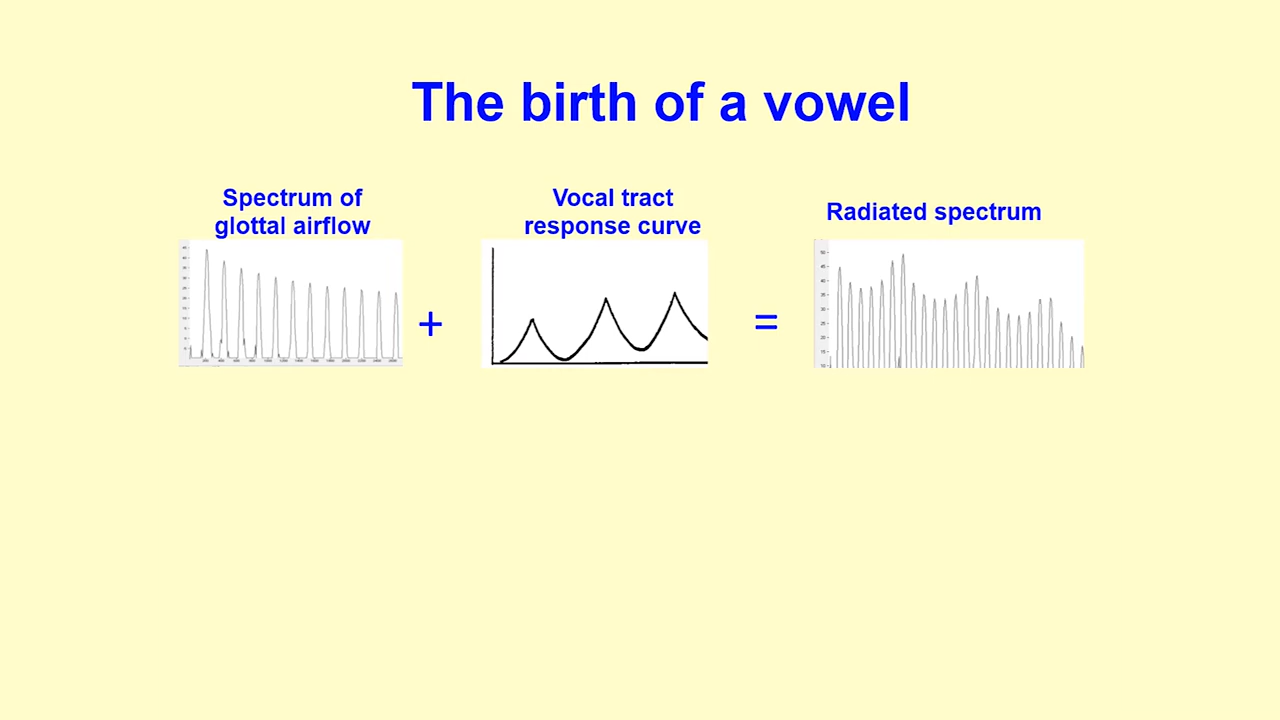 The birth of a vowel
Spectrum of
glottal airflow
Vocal tract
response curve
Radiated spectrum
+
=